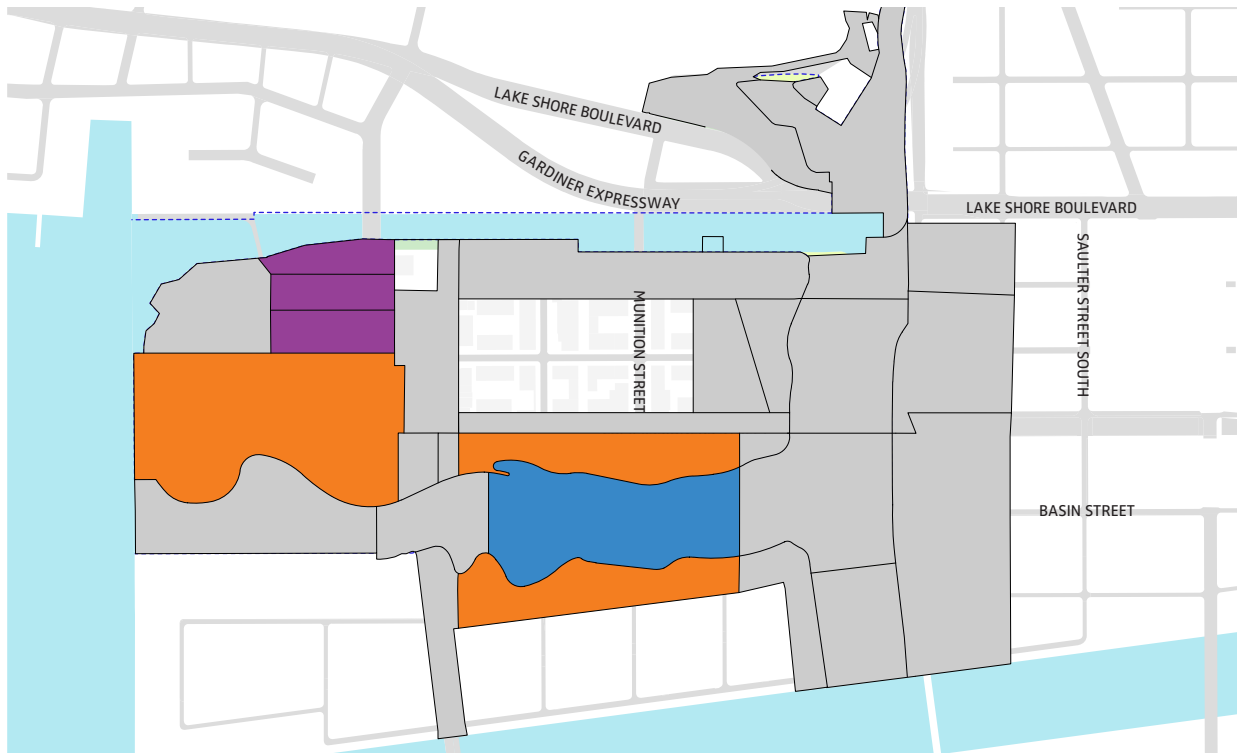 LAKE SHORE BOULEVARD
GARDINER EXPRESSWAY
LAKE SHORE BOULEVARD
SAULTER STREET SOUTH
MUNITION STREET
BASIN STREET